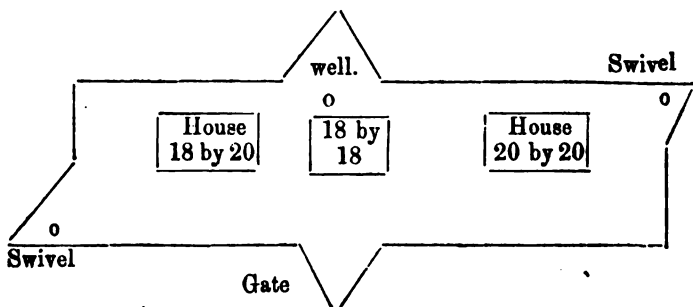 well.
Swivel
o
o
House
18 by 20
18 by
18
House
20 by 20
o
Swivel
Gate